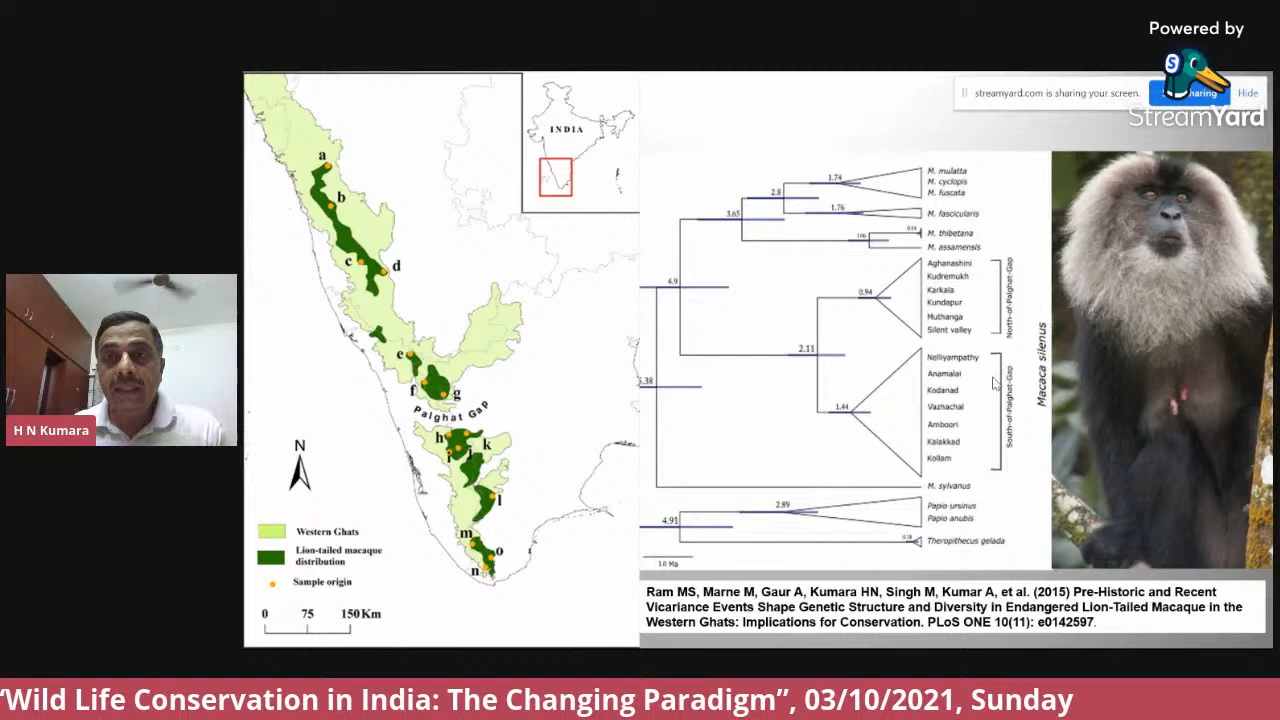 Powered by
streamyard.com is sharing your screen.
Hide
StreamYard
INDIA
a
b
c
d
e
f
g
Palghat Gap
h
k
l
m
o
n
N
Western Ghats
Lion-tailed macaque
distribution
Sample origin
0 75 150 Km
M. mulatta
M. cyclopis
M. fuscata
M. fascicularis
M. thibetana
M. assamensis
Aghanashini
Kudremukh
Karkala
Kundapur
Muthanga
Silent valley
North-of-Palghat-Gap
Nelliyampathy
Anamalai
Kodanad
Vazhachal
Amboori
Kalakkad
Kollam
South-of-Palghat-Gap
Macaca silenus
M. sylvanus
Papio ursinus
Papio anubis
Theropithecus gelada
1.74
2.8
3.65
1.76
4.9
0.94
2.11
1.44
2.89
4.91
1.0 Ma
Ram MS, Marne M, Gaur A, Kumara HN, Singh M, Kumar A, et al. (2015) Pre-Historic and Recent
Vicariance Events Shape Genetic Structure and Diversity in Endangered Lion-Tailed Macaque in the
Western Ghats: Implications for Conservation. PLoS ONE 10(11): e0142597.
H N Kumara
“Wild Life Conservation in India: The Changing Paradigm”, 03/10/2021, Sunday